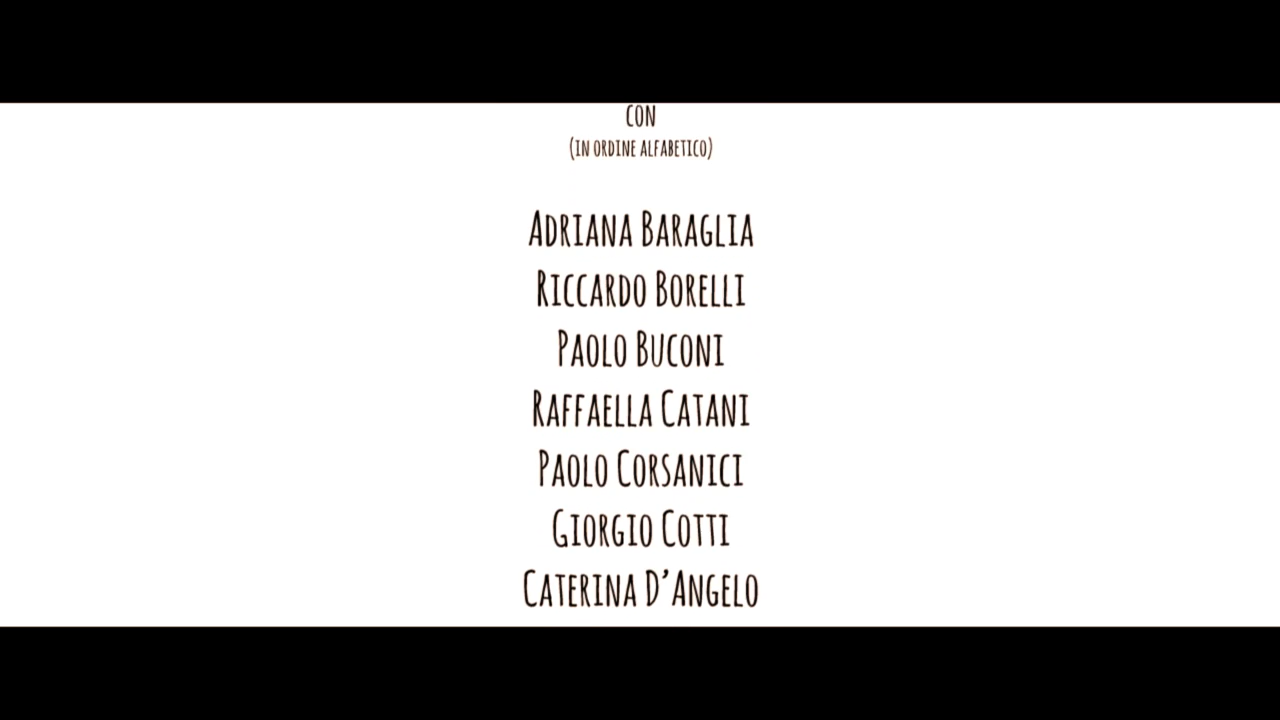 CON
(IN ORDINE ALFABETICO)
ADRIANA BARAGLIA
RICCARDO BORELLI
PAOLO BUCONI
RAFFAELLA CATANI
PAOLO CORSANICI
GIORGIO COTTI
CATERINA D'ANGELO